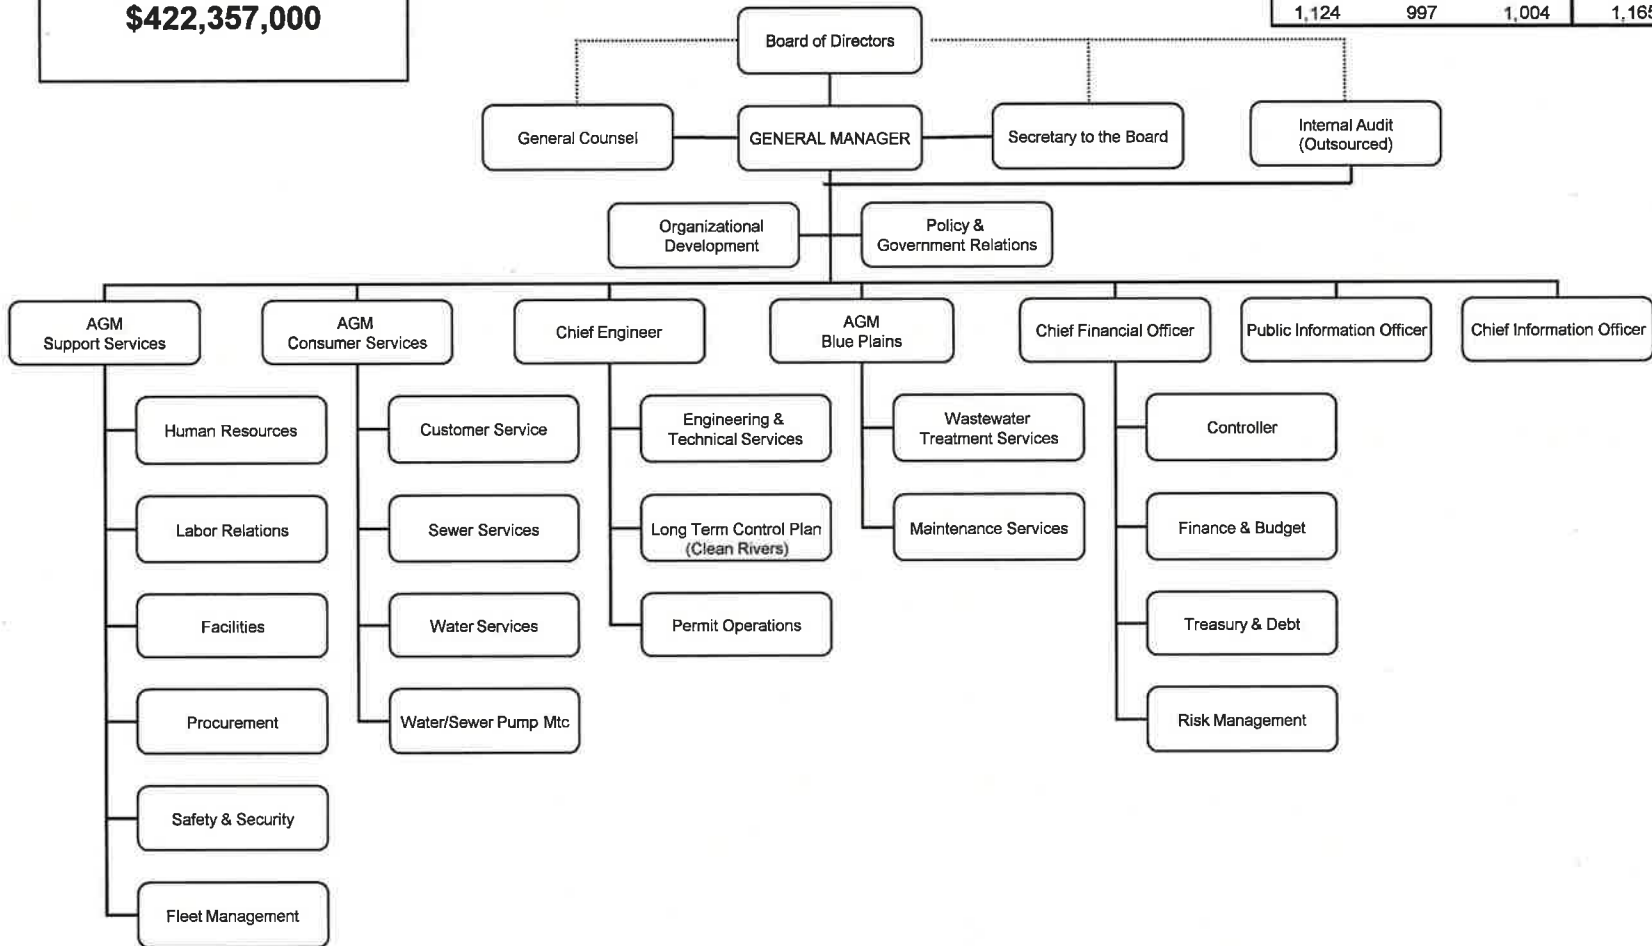 $422,357,000
1,124 997 1,004 1,165
Board of Directors
General Counsel
GENERAL MANAGER
Secretary to the Board
Internal Audit
(Outsourced)
Organizational
Development
Policy &
Government Relations
AGM
Support Services
AGM
Consumer Services
Chief Engineer
AGM
Blue Plains
Chief Financial Officer
Public Information Officer
Chief Information Officer
Human Resources
Labor Relations
Facilities
Procurement
Safety & Security
Fleet Management
Customer Service
Sewer Services
Water Services
Water/Sewer Pump Mtc
Engineering &
Technical Services
Long Term Control Plan
(Clean Rivers)
Permit Operations
Wastewater
Treatment Services
Maintenance Services
Controller
Finance & Budget
Treasury & Debt
Risk Management